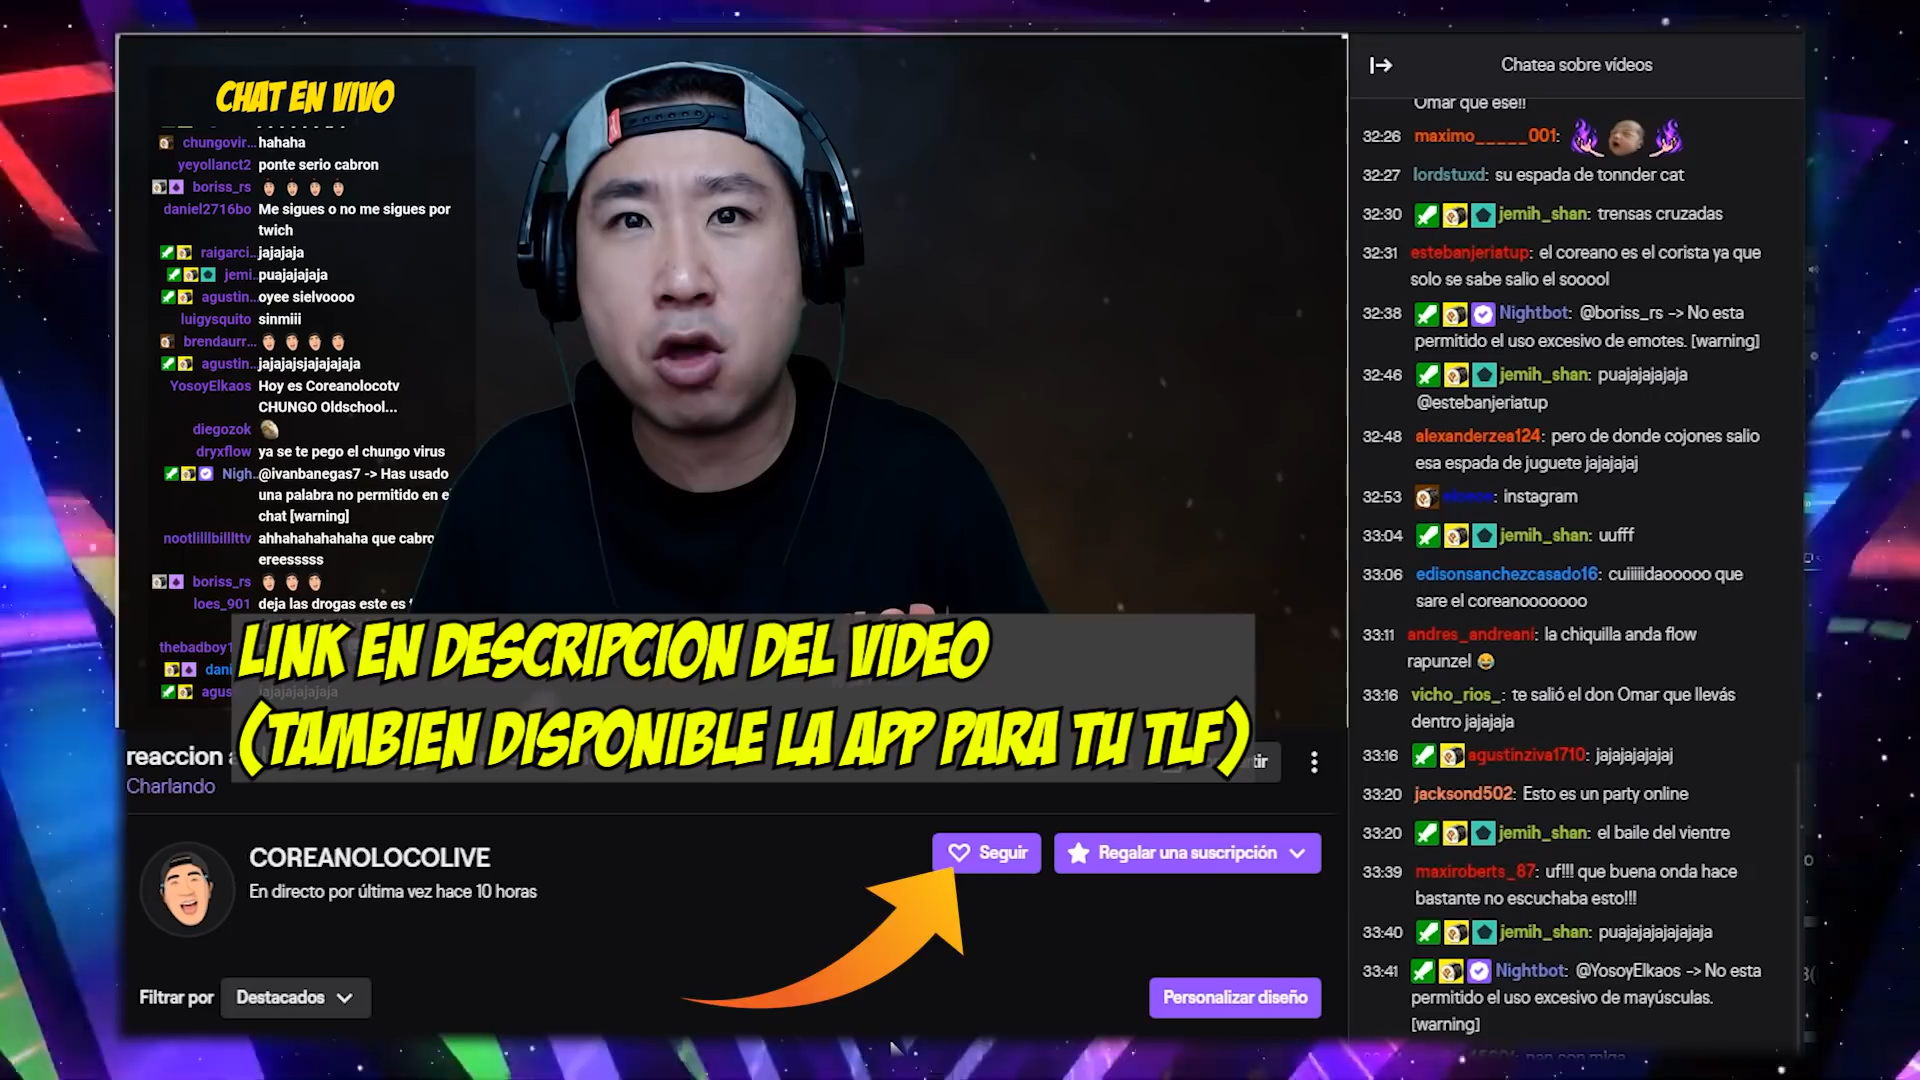 CHAT EN VIVO
chungovir... hahaha
yeyollanct2 ponte serio cabron
boriss_rs
daniel2716bo Me sigues o no me sigues por
twich
raigarci... jajajaja
jemi... puajajajaja
agustin... oyee sielvoooo
luigysquito sinmiii
brendaurr...
agustin... jajajajsjajajajaja
YosoyElkaos Hoy es Coreanolocotv
CHUNGO Oldschool...
diegozok
dryxflow ya se te pego el chungo virus
Nigh... @ivanbanegas7 -> Has usado
una palabra no permitido en e
chat [warning]
nootlilllbilllttv ahhahahahahaha que cabro
ereesssss
boriss_rs
loes_901 deja las drogas este es
thebadboy1
dani
agus jajajajajajaja
LINK EN DESCRIPCION DEL VIDEO
(TAMBIEN DISPONIBLE LA APP PARA TU TLF)
reaccion a
tir
Charlando
COREANOLOCOLIVE
En directo por última vez hace 10 horas
Seguir
Regalar una suscripción
Filtrar por
Destacados
Personalizar diseño
Chatea sobre vídeos
Omar que ese!!
32:26 maximo_____001:
32:27 lordstuxd: su espada de tonnder cat
32:30 jemih_shan: trensas cruzadas
32:31 estebanjeriatup: el coreano es el corista ya que
solo se sabe salio el sooool
32:38 Nightbot: @boriss_rs -> No esta
permitido el uso excesivo de emotes. [warning]
32:46 jemih_shan: puajajajajaja
@estebanjeriatup
32:48 alexanderzea124: pero de donde cojones salio
esa espada de juguete jajajajaj
32:53 : instagram
33:04 jemih_shan: uufff
33:06 edisonsanchezcasado16: cuiiiiidaooooo que
sare el coreanooooooo
33:11 andres_andreani: la chiquilla anda flow
rapunzel
33:16 vicho_rios_: te salió el don Omar que llevás
dentro jajajaja
33:16 agustinziva1710: jajajajajajaj
33:20 jacksond502: Esto es un party online
33:20 jemih_shan: el baile del vientre
33:39 maxiroberts_87: uf!!! que buena onda hace
bastante no escuchaba esto!!!
33:40 jemih_shan: puajajajajajaja
33:41 Nightbot: @YosoyElkaos -> No esta
permitido el uso excesivo de mayúsculas.
[warning]